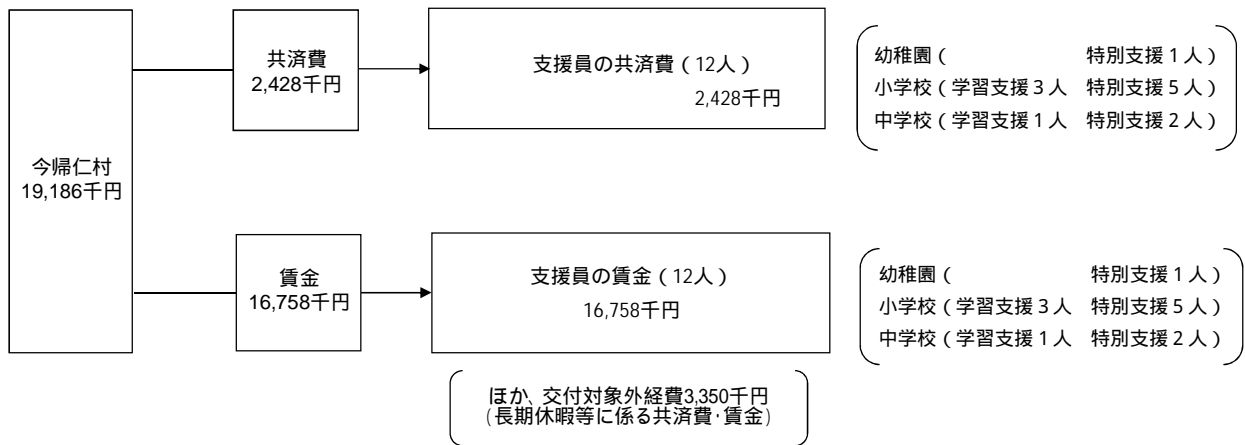 今帰仁村
19,186千円
共済費
2,428千円
支援員の共済費(12人)
2,428千円
幼稚園( 特別支援1人)
小学校(学習支援3人 特別支援5人)
中学校(学習支援1人 特別支援2人)
賃金
16,758千円
支援員の賃金(12人)
16,758千円
幼稚園( 特別支援1人)
小学校(学習支援3人 特別支援5人)
中学校(学習支援1人 特別支援2人)
ほか、交付対象外経費3,350千円
(長期休暇等に係る共済費・賃金)